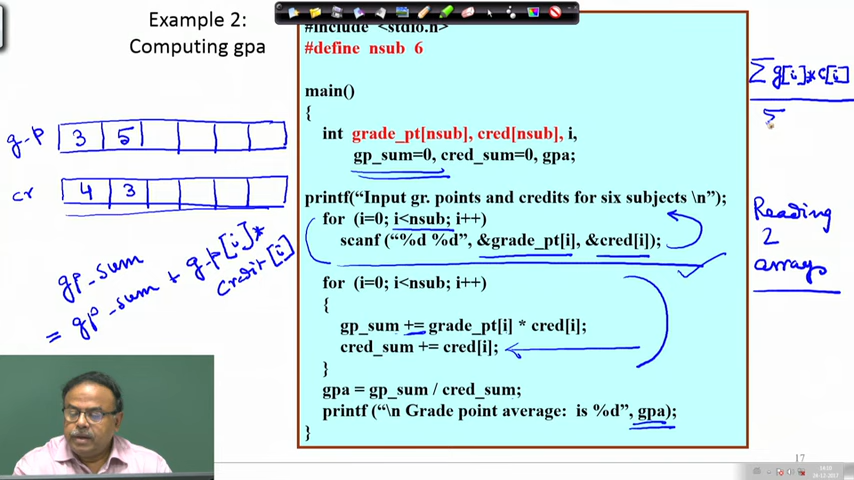 Example 2:
Computing gpa
#include <stdio.h>
#define nsub 6
main()
{
int grade_pt[nsub], cred[nsub], i,
gp_sum=0, cred_sum=0, gpa;
printf(“Input gr. points and credits for six subjects \n”);
for (i=0; i<nsub; i++)
scanf (“%d %d”, &grade_pt[i], &cred[i]);
for (i=0; i<nsub; i++)
{
gp_sum += grade_pt[i] * cred[i];
cred_sum += cred[i];
}
gpa = gp_sum / cred_sum;
printf (“\n Grade point average: is %d”, gpa);
}
g-p 3 5
cr 4 3
gp_sum
= gp_sum + g-p[i]*
credit[i]
Σ g[i]*c[i]
Σ
Reading
2
arrays
17